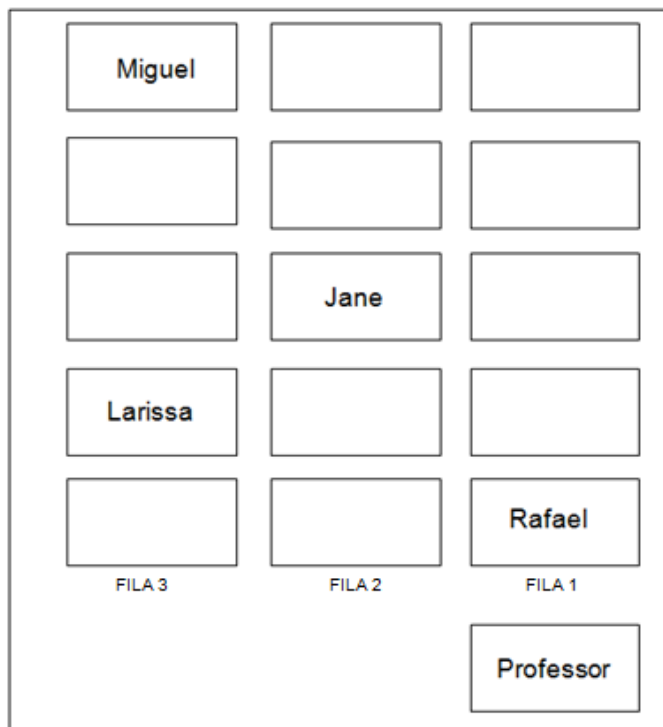 Miguel
Jane
Larissa
Rafael
FILA 3 FILA 2 FILA 1
Professor